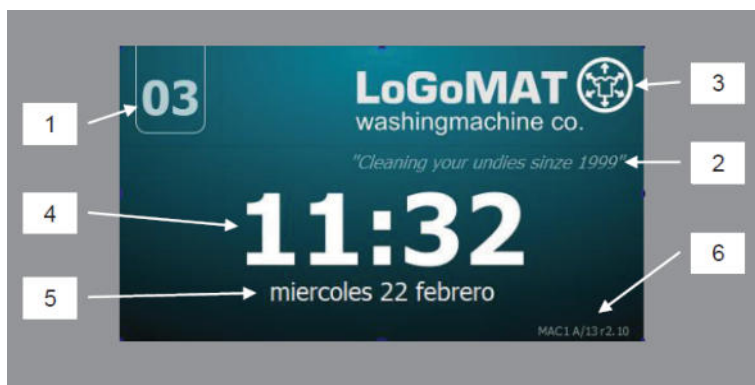 03
LoGoMAT
washingmachine co.
"Cleaning your undies sinze 1999"
11:32
miercoles 22 febrero
MAC1 A/13 r2.10
1
2
3
4
5
6